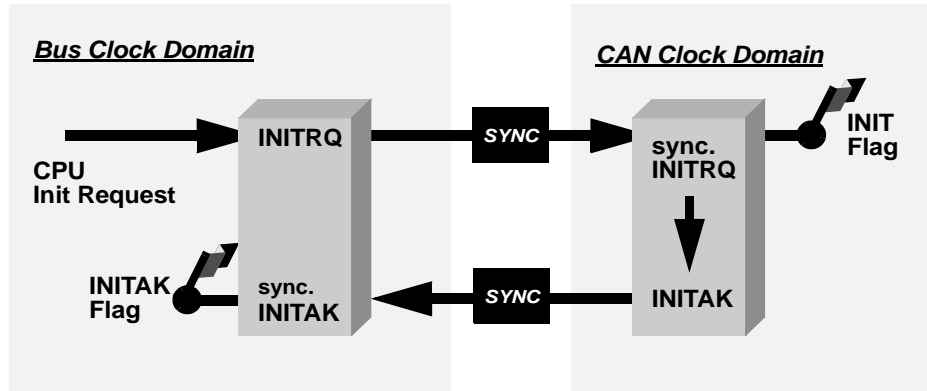 Bus Clock Domain
CPU
Init Request
INITRQ
SYNC
INITAK
Flag
sync.
INITAK
SYNC
CAN Clock Domain
sync.
INITRQ
INIT
Flag
INITAK